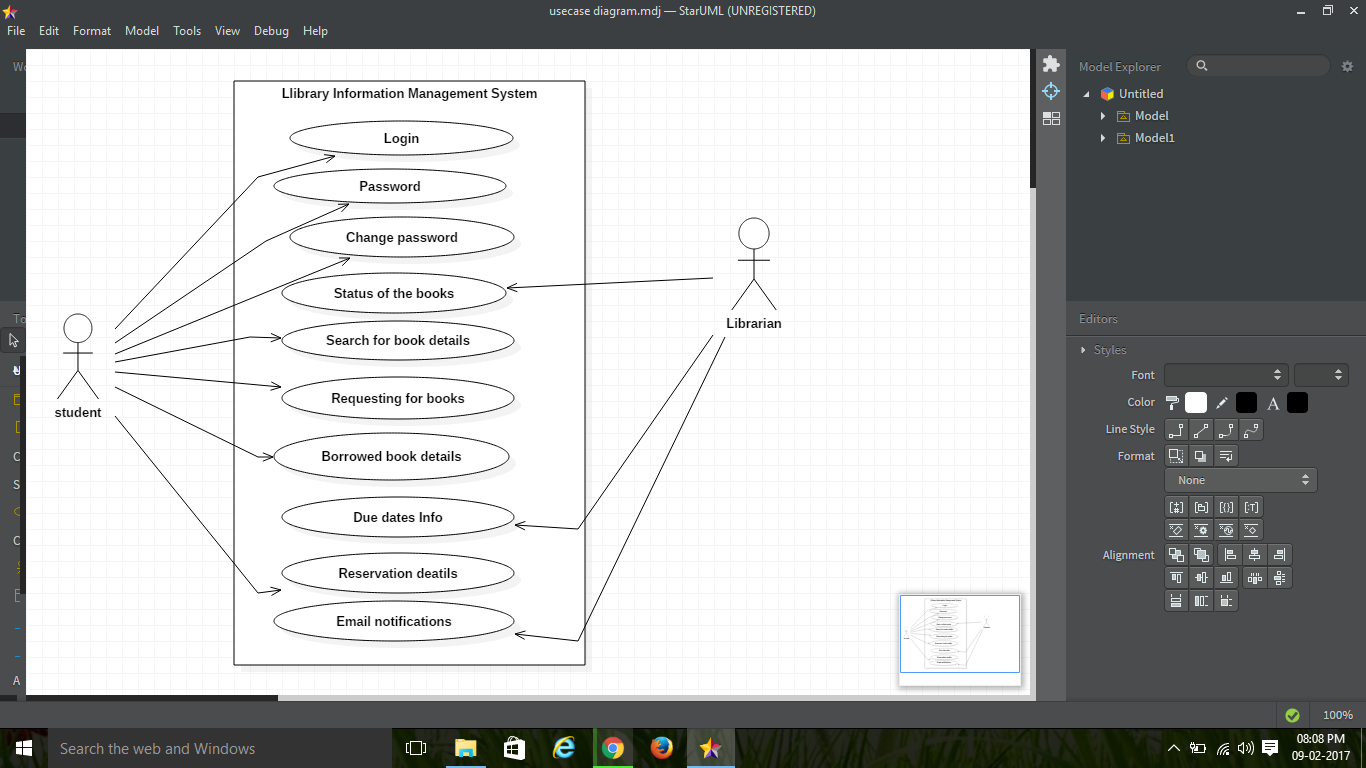 usecase diagram.mdj — StarUML (UNREGISTERED)
File Edit Format Model Tools View Debug Help
Llibrary Information Management System
Login
Password
Change password
Status of the books
Search for book details
Requesting for books
Borrowed book details
Due dates Info
Reservation deatils
Email notifications
student
Librarian
Model Explorer
Untitled
Model
Model1
Editors
Styles
Font
Color
A
Line Style
Format
None
Alignment
100%
Search the web and Windows
08:08 PM
09-02-2017